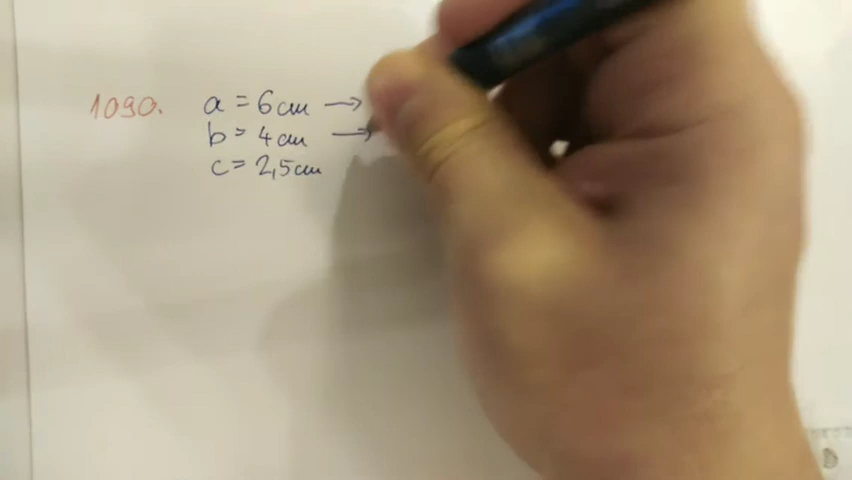 1090. a = 6cm →
b = 4cm →
c = 2,5cm